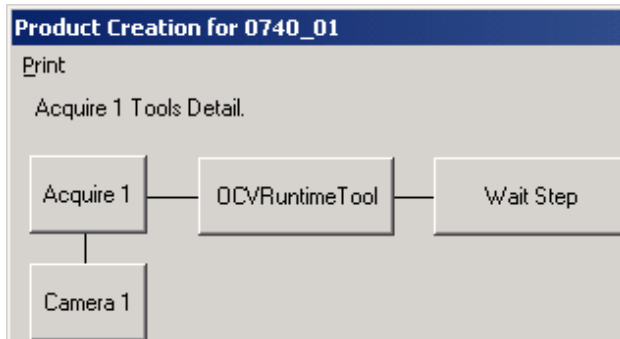 Product Creation for 0740_01
Print
Acquire 1 Tools Detail.
Acquire 1 OCVRuntimeTool Wait Step
Camera 1